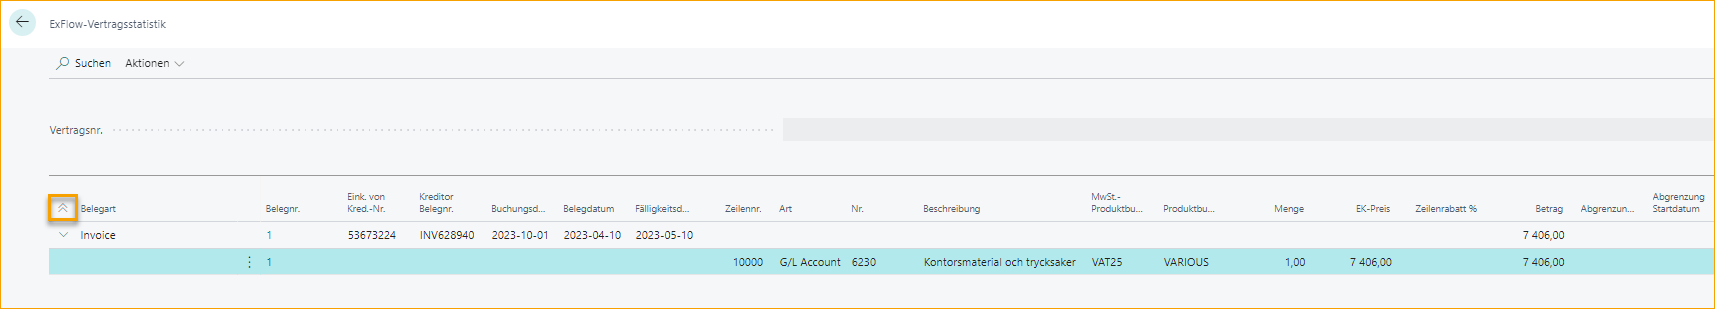 ExFlow-Vertragsstatistik
Suchen Aktionen
Vertragsnr.
Belegart Belegnr. Eink. von Kred.-Nr. Kreditor Belegnr. Buchungsd... Belegdatum Fälligkeitsd... Zeilennr. Art Nr. Beschreibung MwSt.-Produktbu... Produktbu... Menge EK-Preis Zeilenrabatt % Betrag Abgrenzun... Abgrenzung Startdatum
Invoice 1 53673224 INV628940 2023-10-01 2023-04-10 2023-05-10 7 406,00
1 10000 G/L Account 6230 Kontorsmaterial och trycksaker VAT25 VARIOUS 1,00 7 406,00 7 406,00